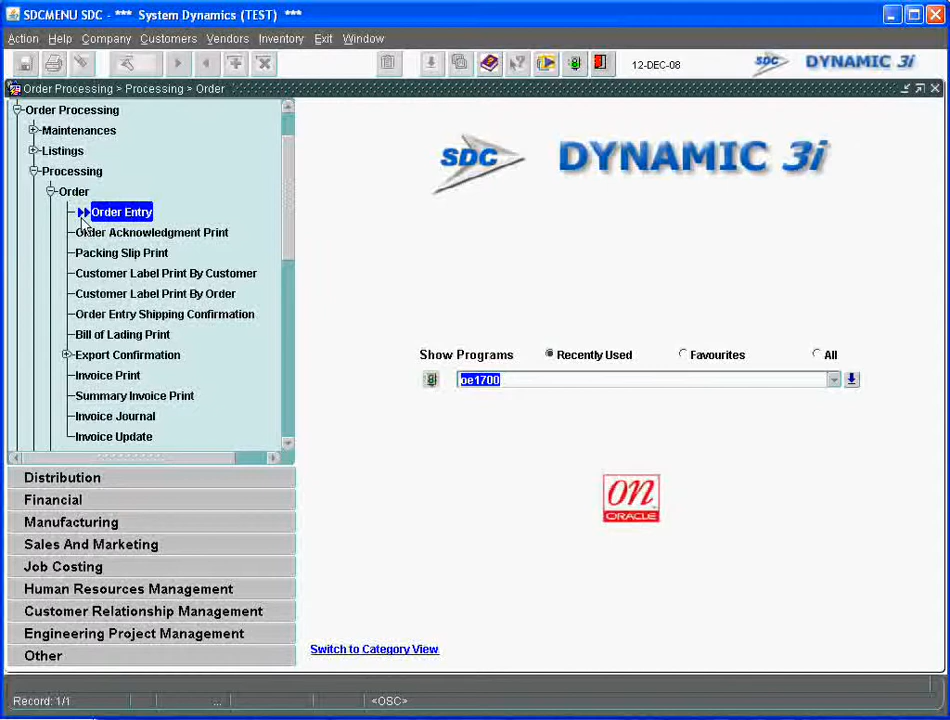 SDCMENU SDC - *** System Dynamics (TEST) ***
Action Help Company Customers Vendors Inventory Exit Window
12-DEC-08 SDC DYNAMIC 3i
Order Processing > Processing > Order
Order Processing
Maintenances
Listings
Processing
Order
Order Entry
Order Acknowledgment Print
Packing Slip Print
Customer Label Print By Customer
Customer Label Print By Order
Order Entry Shipping Confirmation
Bill of Lading Print
Export Confirmation
Invoice Print
Summary Invoice Print
Invoice Journal
Invoice Update
Distribution
Financial
Manufacturing
Sales And Marketing
Job Costing
Human Resources Management
Customer Relationship Management
Engineering Project Management
Other
SDC DYNAMIC 3i
Show Programs Recently Used Favourites All
oe1700
on
ORACLE
Switch to Category View
Record: 1/1 ... <OSC>